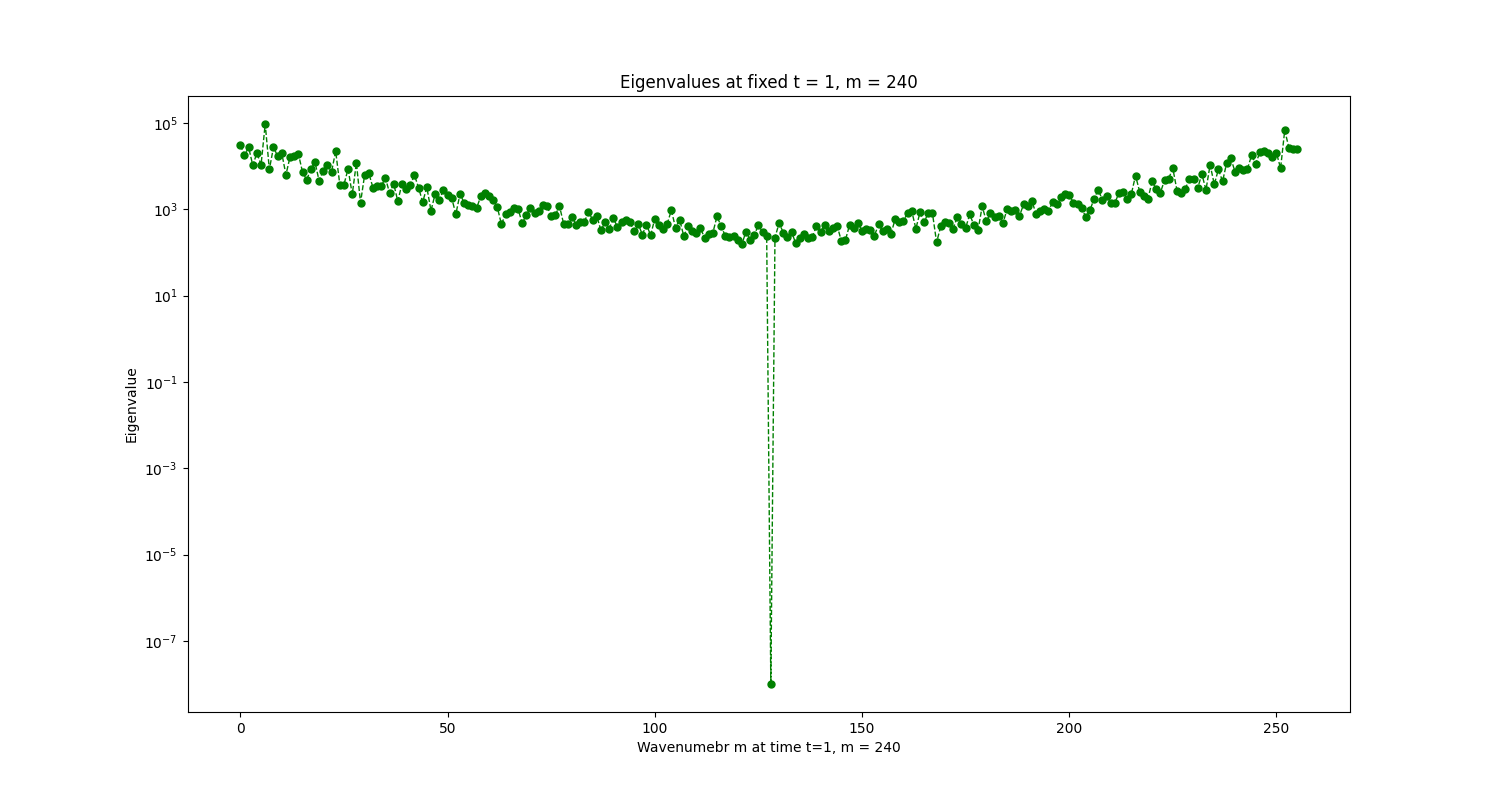 Eigenvalues at fixed t = 1, m = 240
10^5
10^3
10^1
10^-1
10^-3
10^-5
10^-7
Eigenvalue
0 50 100 150 200 250
Wavenumebr m at time t=1, m = 240